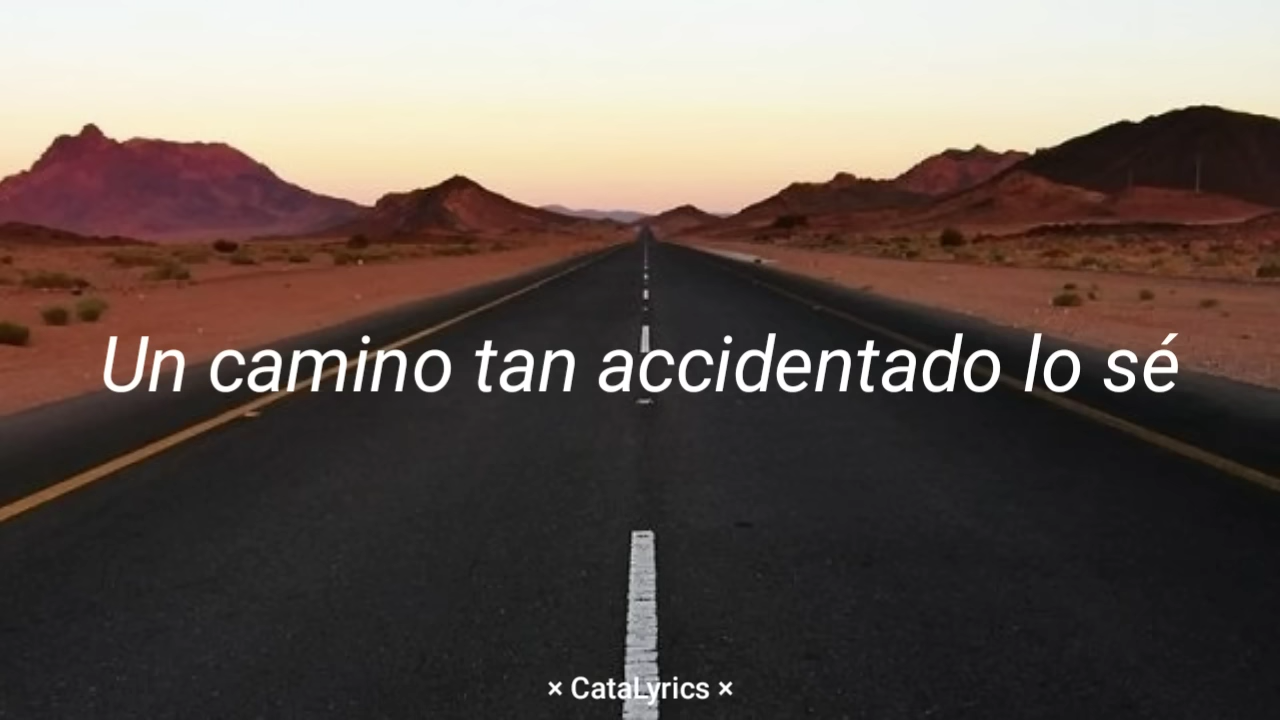 Un camino tan accidentado lo sé
× CataLyrics ×